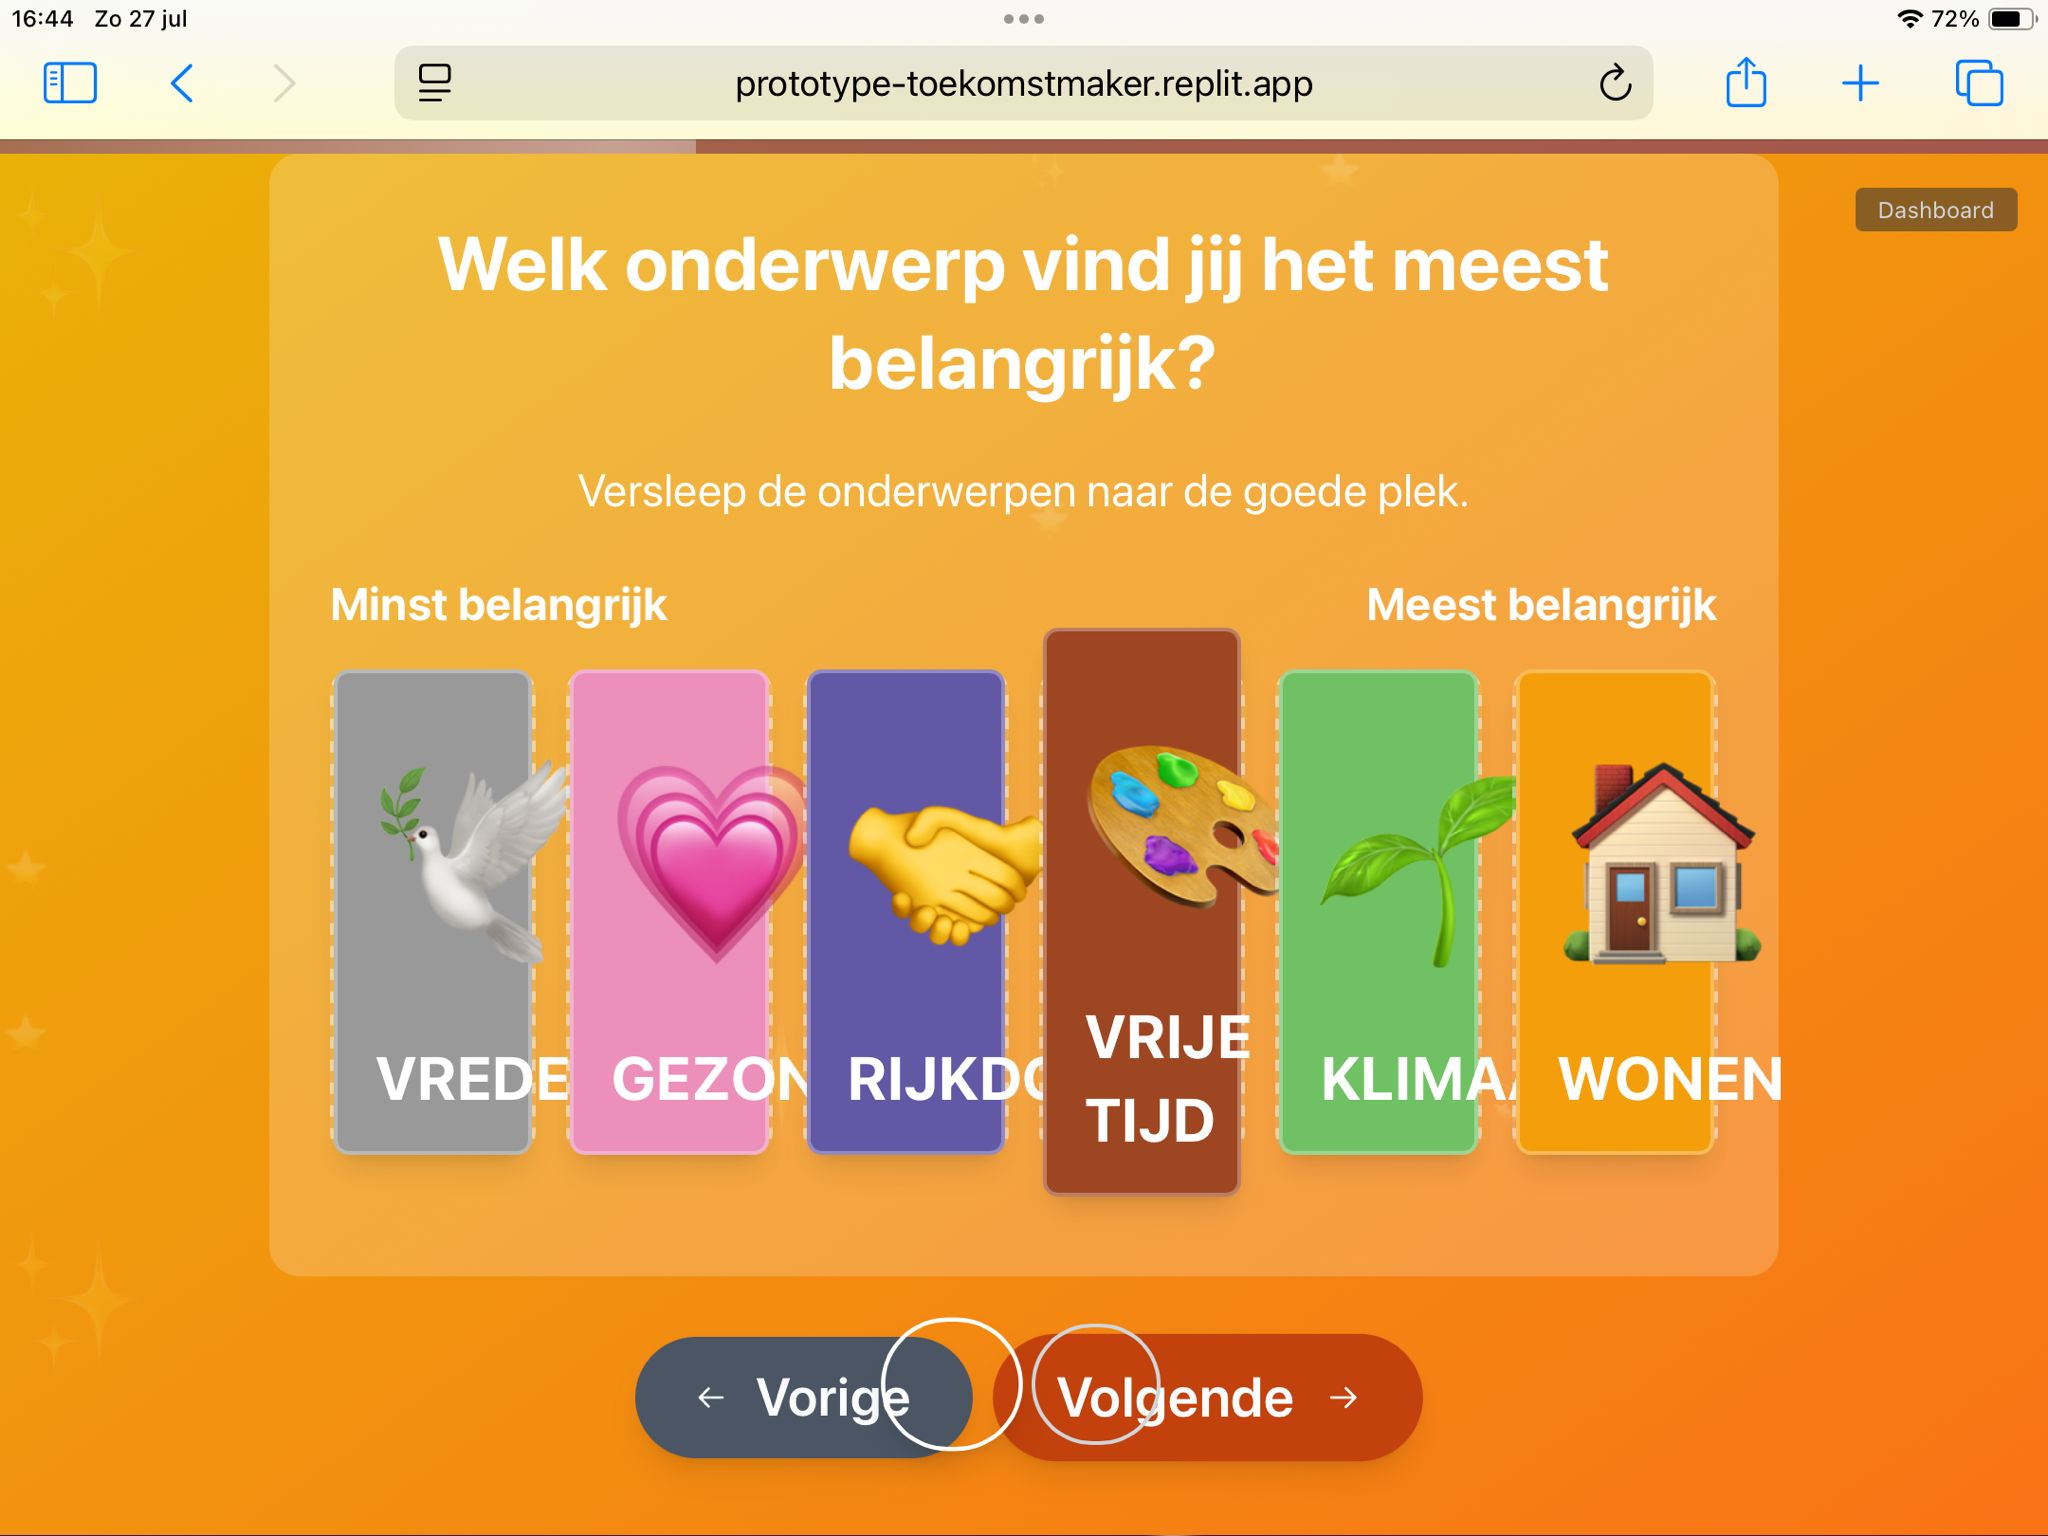 16:44 Zo 27 jul
72%
prototype-toekomstmaker.replit.app
Dashboard
Welk onderwerp vind jij het meest
belangrijk?
Versleep de onderwerpen naar de goede plek.
Minst belangrijk
Meest belangrijk
VREDE
GEZON
RIJKDO
VRIJE
TIJD
KLIMAA
WONEN
← Vorige
Volgende →